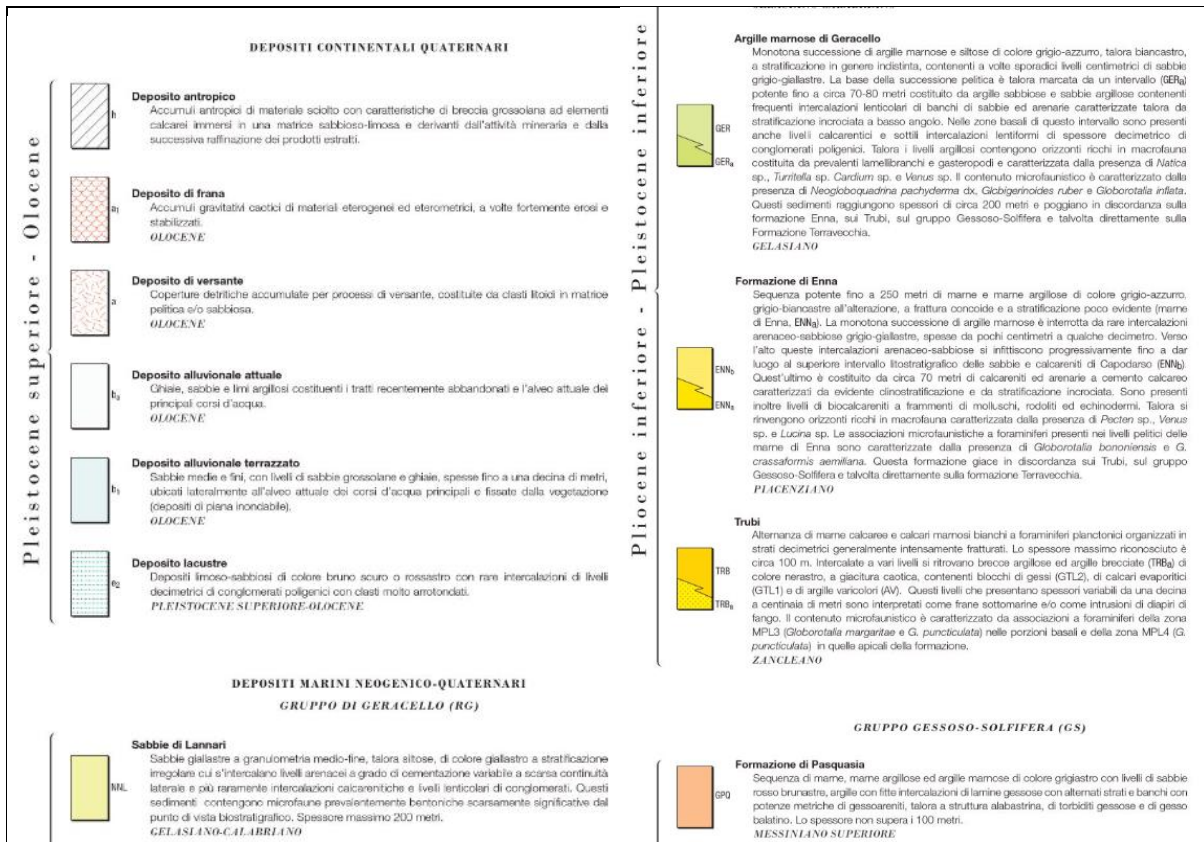 DEPOSITI CONTINENTALI QUATERNARI
Pleistocene superiore - Olocene
h
Deposito antropico
Accumuli antropici di materiale sciolto con caratteristiche di breccia grossolana ad elementi
calcarei immersi in una matrice sabbioso-limosa e derivanti dall'attività mineraria e dalla
successiva raffinazione dei prodotti estratti.
a1
Deposito di frana
Accumuli gravitativi caotici di materiali eterogenei ed eterometrici, a volte fortemente erosi e
stabilizzati.
OLOCENE
a
Deposito di versante
Coperture detritiche accumulate per processi di versante, costituite da clasti litoidi in matrice
pelitica e/o sabbiosa.
OLOCENE
Deposito alluvionale attuale
Ghiaie, sabbie e limi argillosi costituenti i tratti recentemente abbandonati e l'alveo attuale dei
principali corsi d'acqua.
OLOCENE
b1
Deposito alluvionale terrazzato
Sabbie medie e fini, con livelli di sabbie grossolane e ghiaie, spesse fino a una decina di metri,
ubicati lateralmente all'alveo attuale dei corsi d'acqua principali e fissate dalla vegetazione
(depositi di piana inondabile).
OLOCENE
e2
Deposito lacustre
Depositi limoso-sabbiosi di colore bruno scuro o rossastro con rare intercalazioni di livelli
decimetrici di conglomerati poligenici con clasti molto arrotondati.
PLEISTOCENE SUPERIORE-OLOCENE
DEPOSITI MARINI NEOGENICO-QUATERNARI
GRUPPO DI GERACELLO (RG)
NNL
Sabbie di Lannari
Sabbie giallastre a granulometria medio-fine, talora siltose, di colore giallastro a stratificazione
irregolare cui s'intercalano livelli arenacei a grado di cementazione variabile a scarsa continuità
laterale e più raramente intercalazioni calcarenitiche e livelli lenticolari di conglomerati. Questi
sedimenti contengono microfaune prevalentemente bentoniche scarsamente significative dal
punto di vista biostratigrafico. Spessore massimo 200 metri.
GELASIANO-CALABRIANO
Pliocene inferiore - Pleistocene inferiore
GER
GERa
Argille marnose di Geracello
Monotona successione di argille marnose e siltose di colore grigio-azzurro, talora biancastro,
a stratificazione in genere indistinta, contenenti a volte sporadici livelli centimetrici di sabbie
grigio-giallastre. La base della successione pelitica è talora marcata da un intervallo (GERa)
potente fino a circa 70-80 metri costituito da argille sabbiose e sabbie argillose contenenti
frequenti intercalazioni lenticolari di banchi di sabbie ed arenarie caratterizzate talora da
stratificazione incrociata a basso angolo. Nelle zone basali di questo intervallo sono presenti
anche livelli calcarentici e sottili intercalazioni lentiformi di spessore decimetrico di
conglomerati poligenici. Talora i livelli argillosi contengono orizzonti ricchi in macrofauna
costituita da prevalenti lamellibranchi e gasteropodi e caratterizzata dalla presenza di Natica
sp., Turritella sp. Cardium sp. e Venus sp. Il contenuto microfaunistico è caratterizzato dalla
presenza di Neogloboquadrina pachyderma dx, Globigerinoides ruber e Globorotalia inflata.
Questi sedimenti raggiungono spessori di circa 200 metri e poggiano in discordanza sulla
formazione Enna, sui Trubi, sul gruppo Gessoso-Solfifera e talvolta direttamente sulla
Formazione Terravecchia.
GELASIANO
ENNb
ENNa
Formazione di Enna
Sequenza potente fino a 250 metri di marne e marne argillose di colore grigio-azzurro,
grigio-biancastre all'alterazione, a frattura concoide e a stratificazione poco evidente (marne
di Enna, ENNa). La monotona successione di argille marnose è interrotta da rare intercalazioni
arenaceo-sabbiose grigio-giallastre, spesse da pochi centimetri a qualche decimetro. Verso
l'alto queste intercalazioni arenaceo-sabbiose si infittiscono progressivamente fino a dar
luogo al superiore intervallo litostratigrafico delle sabbie e calcareniti di Capodarso (ENNb).
Quest'ultimo è costituito da circa 70 metri di calcareniti ed arenarie a cemento calcareo
caratterizzati da evidente clinostratificazione e da stratificazione incrociata. Sono presenti
inoltre livelli di biocalcareniti a frammenti di molluschi, rodoliti ed echinodermi. Talora si
rinvengono orizzonti ricchi in macrofauna caratterizzata dalla presenza di Pecten sp., Venus
sp. e Lucina sp. Le associazioni microfaunistiche a foraminiferi presenti nei livelli pelitici delle
marne di Enna sono caratterizzate dalla presenza di Globorotalia bononiensis e G.
crassaformis aemiliana. Questa formazione giace in discordanza sui Trubi, sul gruppo
Gessoso-Solfifera e talvolta direttamente sulla formazione Terravecchia.
PIACENZIANO
TRB
TRBa
Trubi
Alternanza di marne calcaree e calcari marnosi bianchi a foraminiferi planctonici organizzati in
strati decimetrici generalmente intensamente fratturati. Lo spessore massimo riconosciuto è
circa 100 m. Intercalate a vari livelli si ritrovano brecce argillose ed argille brecciate (TRBa) di
colore nerastro, a giacitura caotica, contenenti blocchi di gessi (GTL2), di calcari evaporitici
(GTL1) e di argille varicolori (AV). Questi livelli che presentano spessori variabili da una decina
a centinaia di metri sono interpretati come frane sottomarine e/o come intrusioni di diapiri di
fango. Il contenuto microfaunistico è caratterizzato da associazioni a foraminiferi della zona
MPL3 (Globorotalia margaritae e G. puncticulata) nelle porzioni basali e della zona MPL4 (G.
puncticulata) in quelle apicali della formazione.
ZANCLEANO
GRUPPO GESSOSO-SOLFIFERA (GS)
GPQ
Formazione di Pasquasia
Sequenza di marne, marne argillose ed argille marnose di colore grigiastro con livelli di sabbie
rosso brunastre, argille con fitte intercalazioni di lamine gessose con alternati strati e banchi con
potenze metriche di gessoareniti, talora a struttura alabastrina, di torbiditi gessose e di gesso
balatino. Lo spessore non supera i 100 metri.
MESSINIANO SUPERIORE